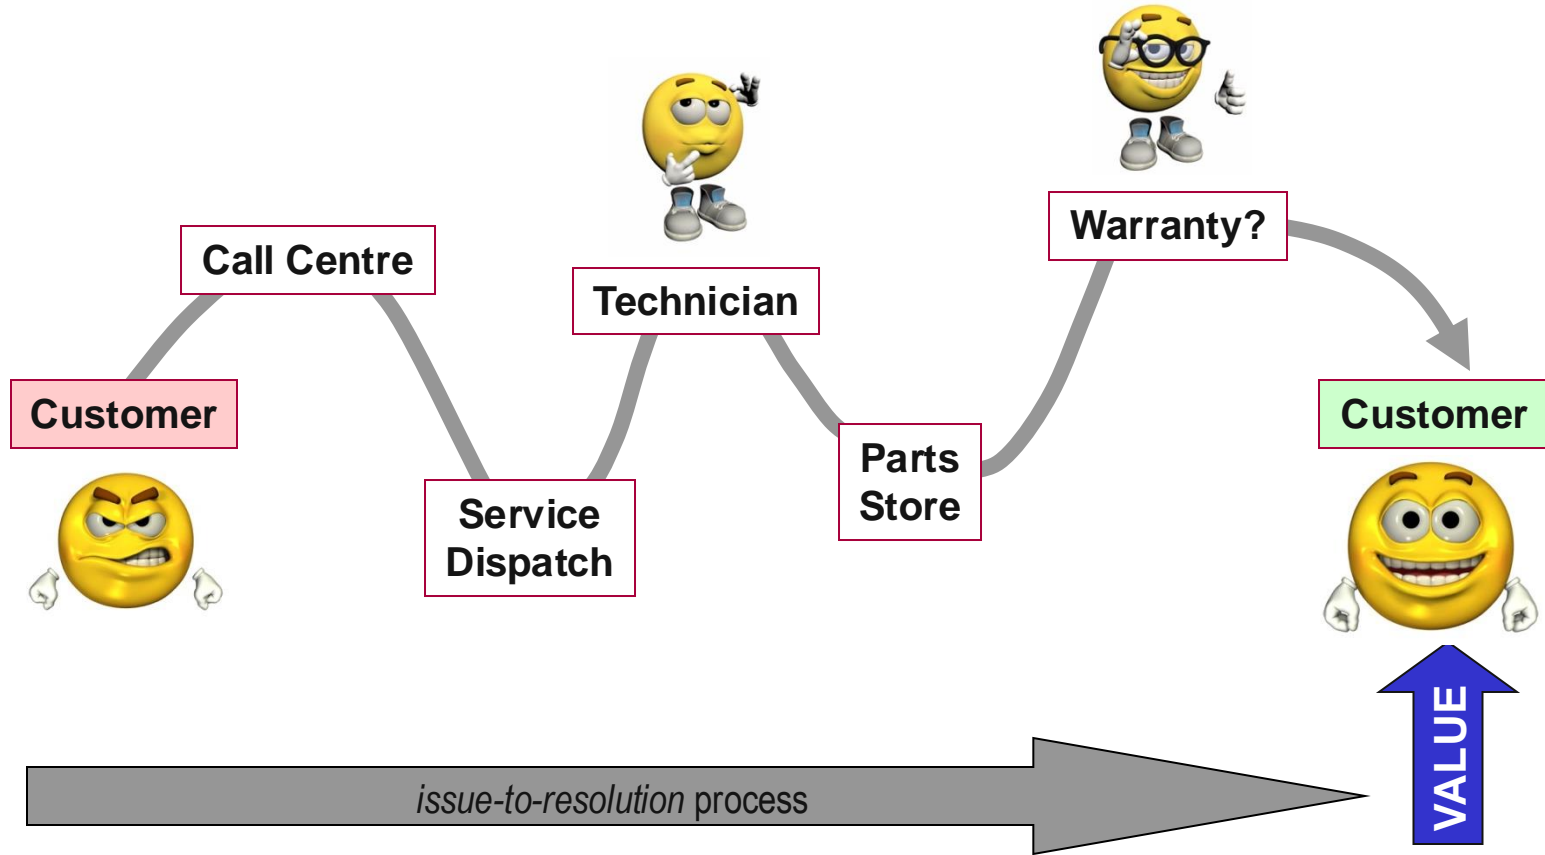 Customer
Call Centre
Service
Dispatch
Technician
Parts
Store
Warranty?
Customer
issue-to-resolution process
VALUE